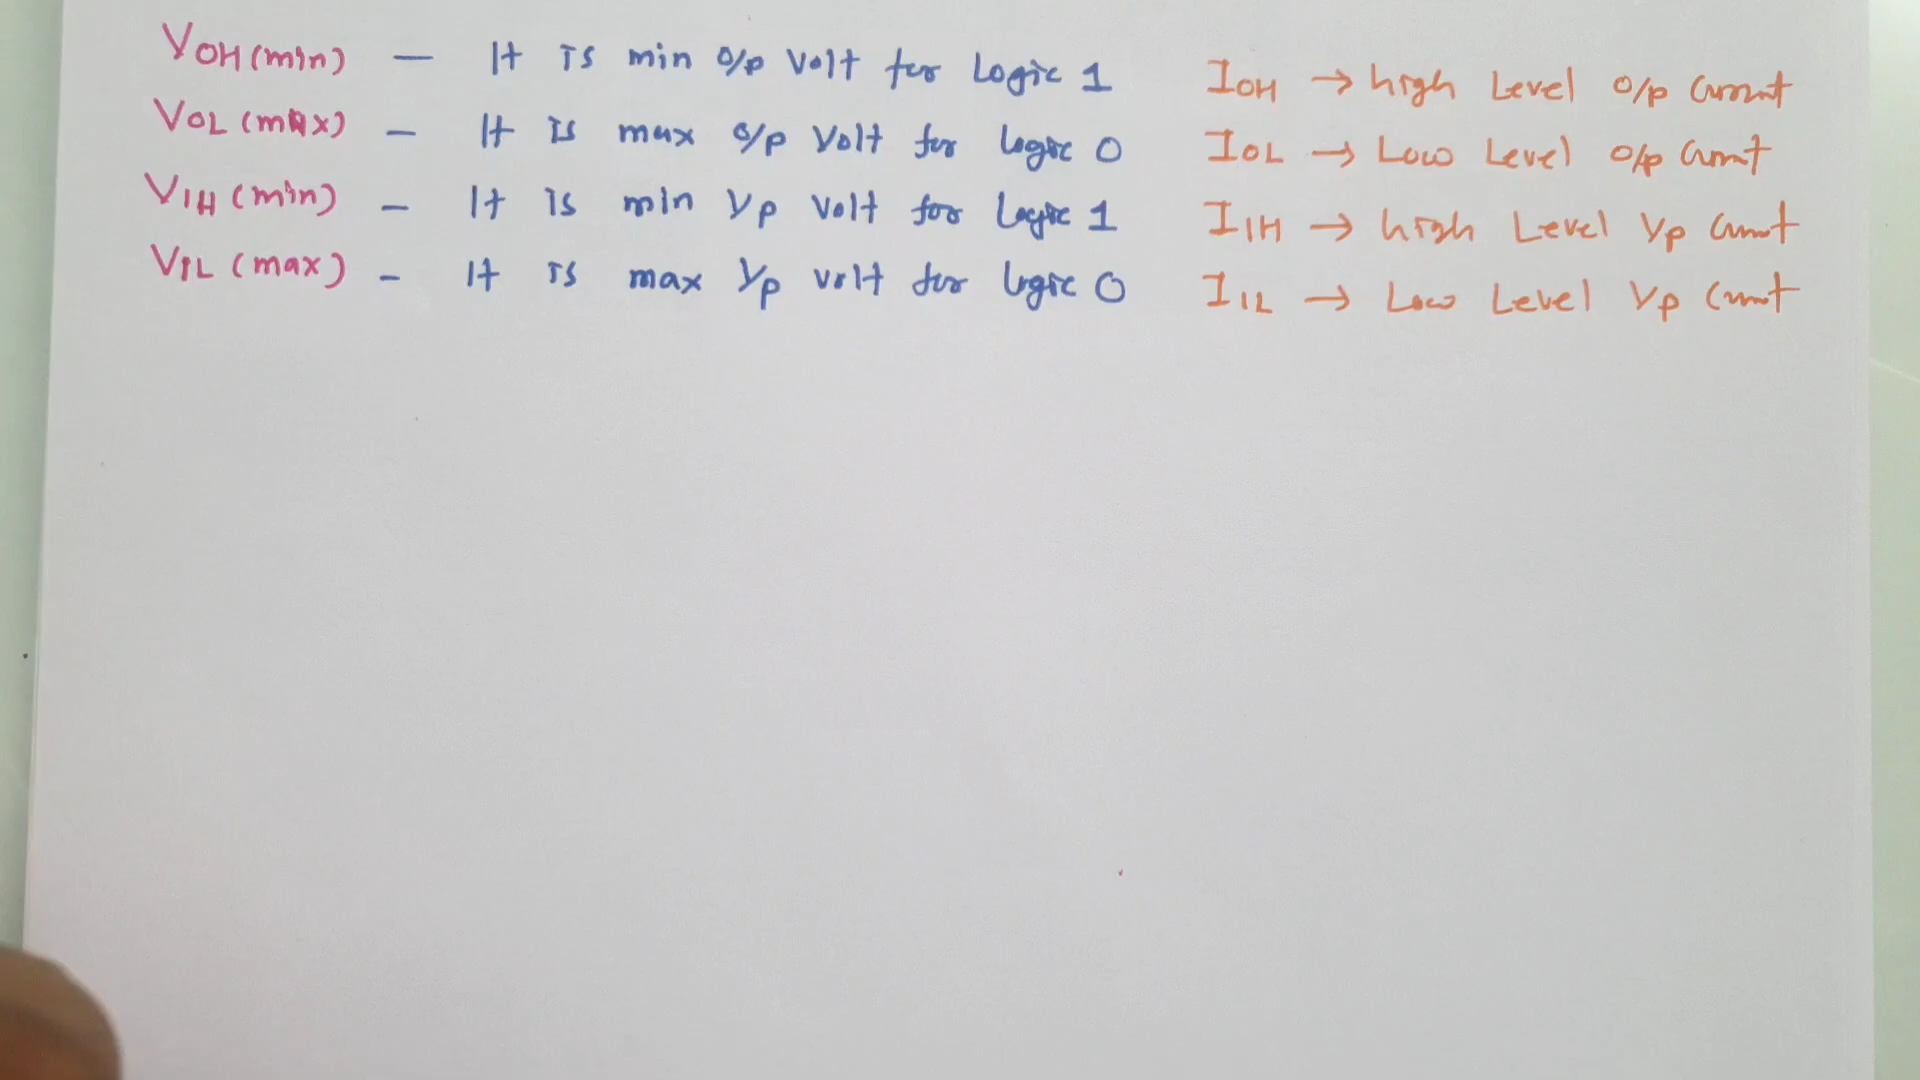 VOH (min) — It is min o/p Volt for Logic 1
VOL (max) – It is max o/p Volt for logic 0
VIH (min) – It is min I/p Volt for Logic 1
VIL (max) – It is max I/p volt for logic 0
IOH → high Level o/p Current
IOL → Low Level o/p Current
IIH → high Level I/p Current
IIL → Low Level I/p Current